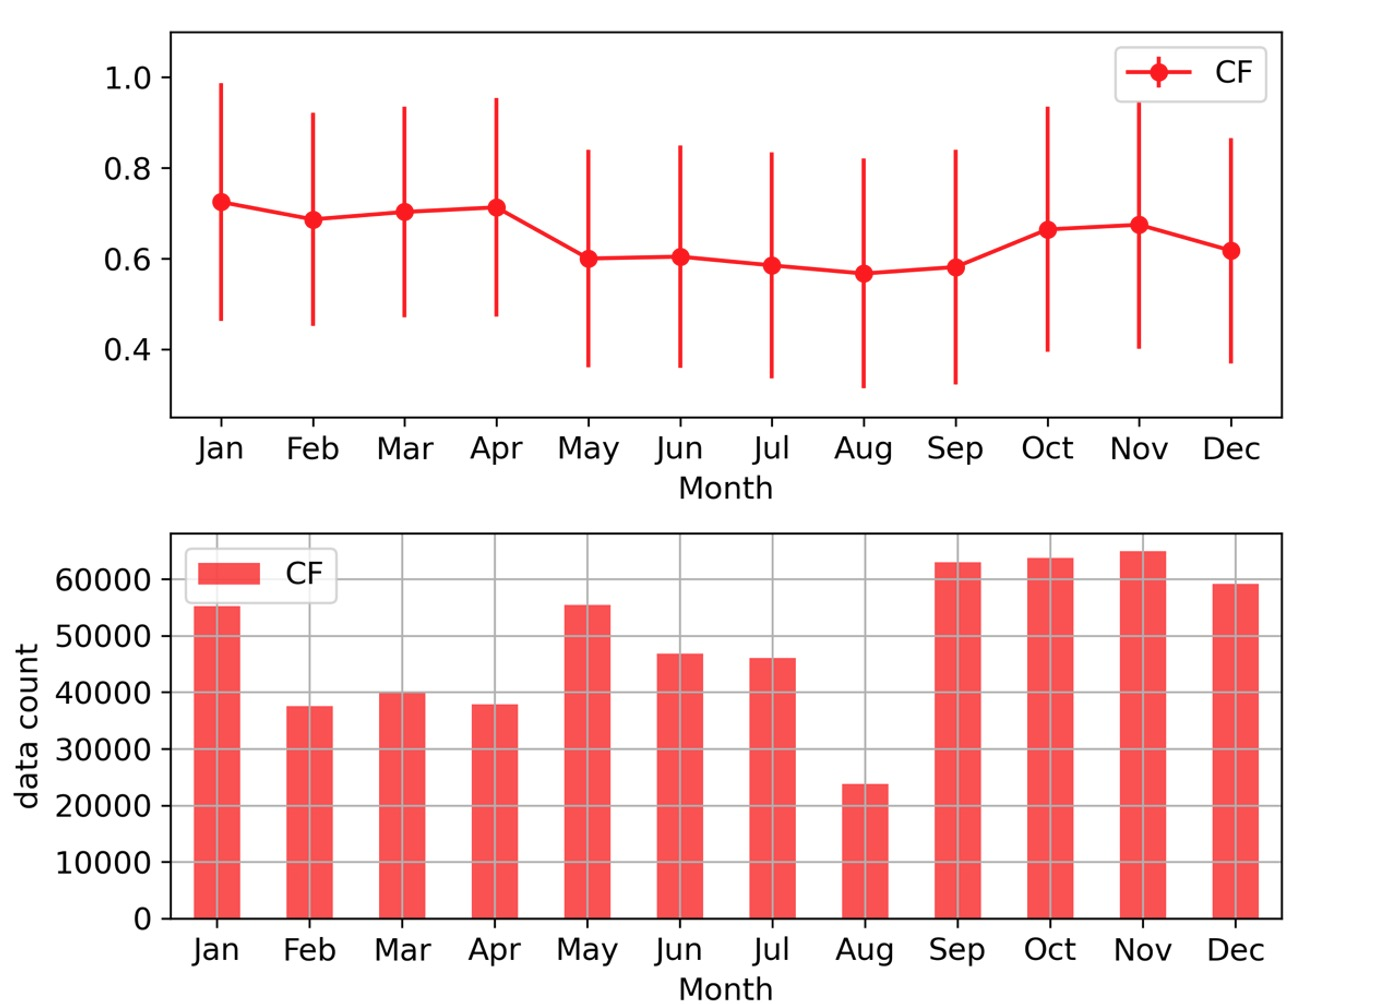 CF
1.0
0.8
0.6
0.4
Jan Feb Mar Apr May Jun Jul Aug Sep Oct Nov Dec
Month
CF
60000
50000
40000
30000
20000
10000
0
data count
Jan Feb Mar Apr May Jun Jul Aug Sep Oct Nov Dec
Month